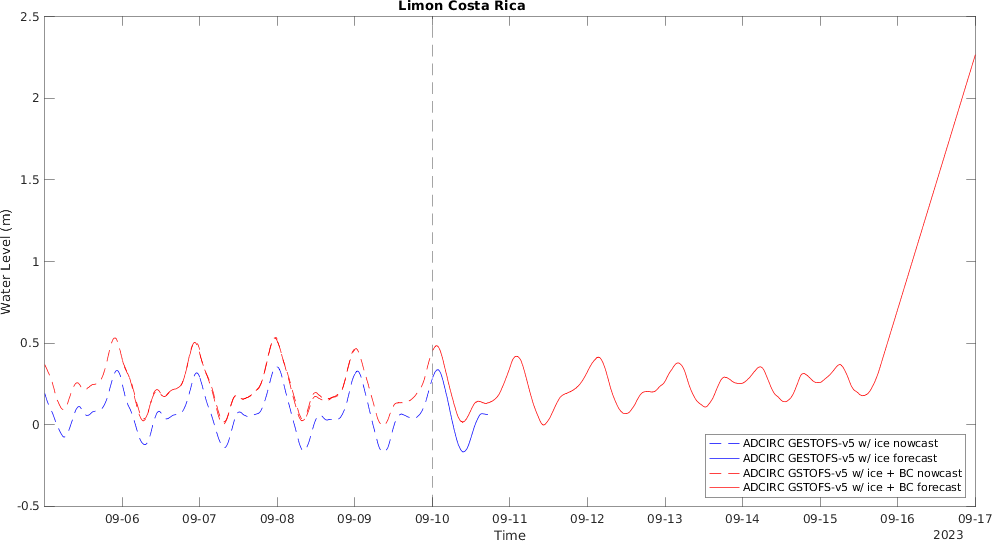 Limon Costa Rica
2.5
2
1.5
1
0.5
0
-0.5
Water Level (m)
09-06
09-07
09-08
09-09
09-10
09-11
09-12
09-13
09-14
09-15
09-16
09-17
Time
2023
ADCIRC GESTOFS-v5 w/ ice nowcast
ADCIRC GESTOFS-v5 w/ ice forecast
ADCIRC GSTOFS-v5 w/ ice + BC nowcast
ADCIRC GSTOFS-v5 w/ ice + BC forecast